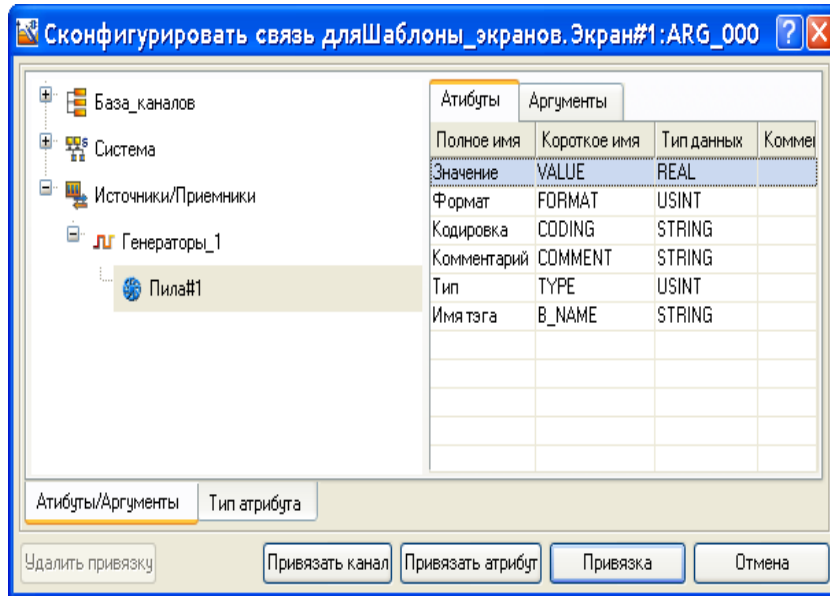 Сконфигурировать связь дляШаблоны_экранов.Экран#1:ARG_000
База_каналов
Система
Источники/Приемники
Генераторы_1
Пила#1
Атибуты Аргументы
Полное имя Короткое имя Тип данных Коммен
Значение VALUE REAL
Формат FORMAT USINT
Кодировка CODING STRING
Комментарий COMMENT STRING
Тип TYPE USINT
Имя тэга B_NAME STRING
Атибуты/Аргументы Тип атрибута
Удалить привязку Привязать канал Привязать атрибут Привязка Отмена